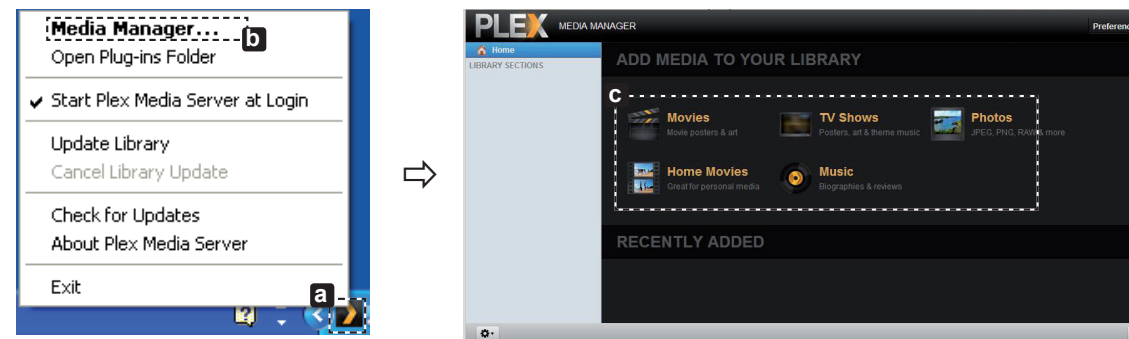 Media Manager...
b
Open Plug-ins Folder
Start Plex Media Server at Login
Update Library
Cancel Library Update
Check for Updates
About Plex Media Server
Exit
a
PLEX MEDIA MANAGER
Preferenc
Home
LIBRARY SECTIONS
ADD MEDIA TO YOUR LIBRARY
c
Movies
Movie posters & art
TV Shows
Posters, art & theme music
Photos
JPEG, PNG, RAW & more
Home Movies
Great for personal media
Music
Biographies & reviews
RECENTLY ADDED